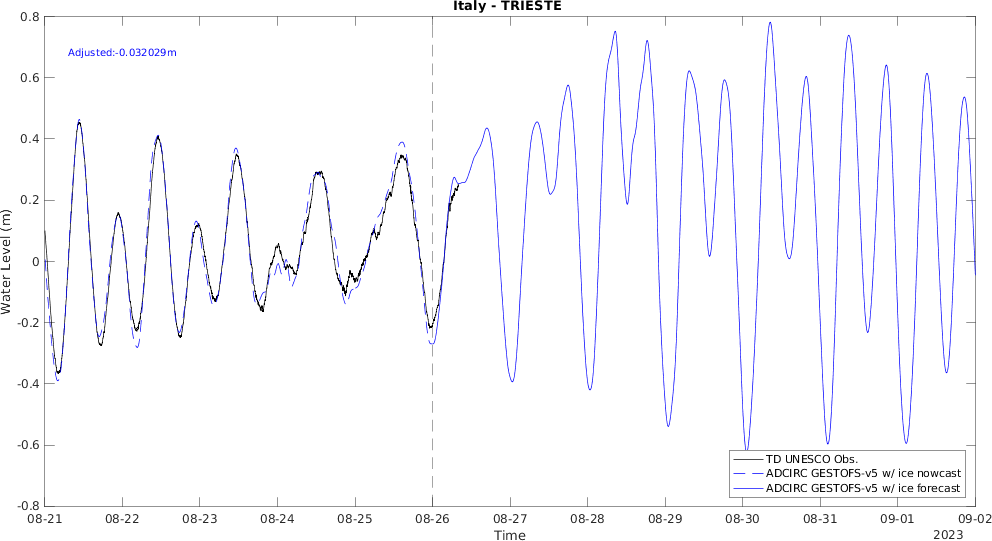 Italy - TRIESTE
Adjusted:-0.032029m
0.8
0.6
0.4
0.2
0
-0.2
-0.4
-0.6
-0.8
Water Level (m)
TD UNESCO Obs.
ADCIRC GESTOFS-v5 w/ ice nowcast
ADCIRC GESTOFS-v5 w/ ice forecast
08-21 08-22 08-23 08-24 08-25 08-26 08-27 08-28 08-29 08-30 08-31 09-01 09-02
Time
2023